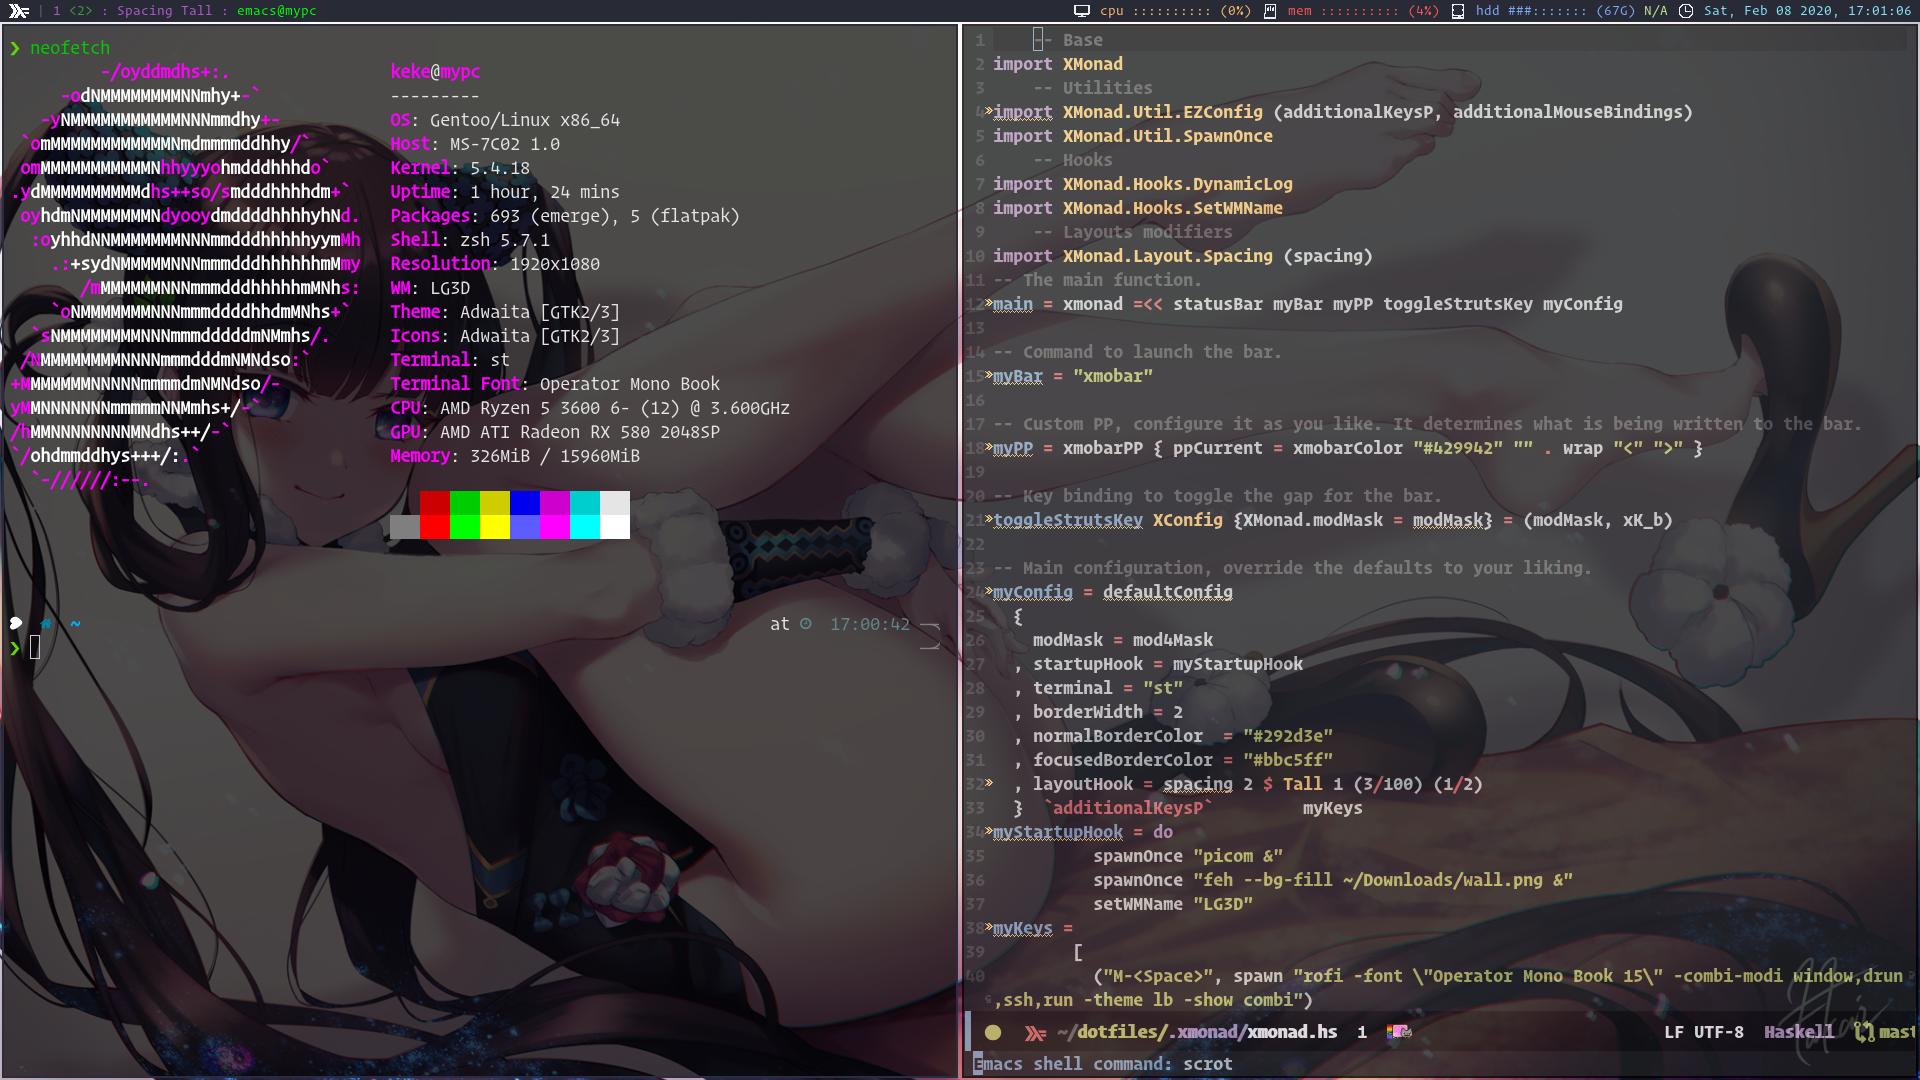 | 1 <2> : Spacing Tall : emacs@mypc
cpu :::::::::: (0%) mem :::::::::: (4%) hdd ###::::::: (67G) N/A Sat, Feb 08 2020, 17:01:06
❯ neofetch
-/oyddmdhs+:.
-odNMMMMMMMMNNmhy+-`
-yNMMMMMMMMMMMNNNmmdhy+-
`omMMMMMMMMMMMMNmdmmmmddhhy/`
omMMMMMMMMMMMNhhyyyohmdddhhhdo`
.ydMMMMMMMMMMdhs++so/smdddhhhhdm+`
oyhdmNMMMMMMMNdyooydmddddhhhhyhNd.
:oyhhdNNMMMMMMMNNNmmdddhhhhhyymMh
.:+sydNMMMMMNNNmmmdddhhhhhhmMmy
/mMMMMMMNNNmmmdddhhhhhmMNhs:
`oNMMMMMMMNNNmmmddddhhdmMNhs+`
`sNMMMMMMMMNNNmmmdddddmNMmhs/.
/NMMMMMMMMNNNNmmmdddmNMNdso:`
+MMMMMMMNNNNNmmmmdmNMNdso/-
yMMNNNNNNNmmmmmNNMmhs+/-`
/hMMNNNNNNNNMNdhs++/-`
`/ohdmmddhys+++/:.`
`-//////:--.
keke@mypc
---------
OS: Gentoo/Linux x86_64
Host: MS-7C02 1.0
Kernel: 5.4.18
Uptime: 1 hour, 24 mins
Packages: 693 (emerge), 5 (flatpak)
Shell: zsh 5.7.1
Resolution: 1920x1080
WM: LG3D
Theme: Adwaita [GTK2/3]
Icons: Adwaita [GTK2/3]
Terminal: st
Terminal Font: Operator Mono Book
CPU: AMD Ryzen 5 3600 6- (12) @ 3.600GHz
GPU: AMD ATI Radeon RX 580 2048SP
Memory: 326MiB / 15960MiB
~ at 17:00:42
❯
1 -- Base
2 import XMonad
3 -- Utilities
4 import XMonad.Util.EZConfig (additionalKeysP, additionalMouseBindings)
5 import XMonad.Util.SpawnOnce
6 -- Hooks
7 import XMonad.Hooks.DynamicLog
8 import XMonad.Hooks.SetWMName
9 -- Layouts modifiers
10 import XMonad.Layout.Spacing (spacing)
11 -- The main function.
12 main = xmonad =<< statusBar myBar myPP toggleStrutsKey myConfig
13
14 -- Command to launch the bar.
15 myBar = "xmobar"
16
17 -- Custom PP, configure it as you like. It determines what is being written to the bar.
18 myPP = xmobarPP { ppCurrent = xmobarColor "#429942" "" . wrap "<" ">" }
19
20 -- Key binding to toggle the gap for the bar.
21 toggleStrutsKey XConfig {XMonad.modMask = modMask} = (modMask, xK_b)
22
23 -- Main configuration, override the defaults to your liking.
24 myConfig = defaultConfig
25 {
26 modMask = mod4Mask
27 , startupHook = myStartupHook
28 , terminal = "st"
29 , borderWidth = 2
30 , normalBorderColor = "#292d3e"
31 , focusedBorderColor = "#bbc5ff"
32 , layoutHook = spacing 2 $ Tall 1 (3/100) (1/2)
33 } `additionalKeysP` myKeys
34 myStartupHook = do
35 spawnOnce "picom &"
36 spawnOnce "feh --bg-fill ~/Downloads/wall.png &"
37 setWMName "LG3D"
38 myKeys =
39 [
40 ("M-<Space>", spawn "rofi -font \"Operator Mono Book 15\" -combi-modi window,drun
,ssh,run -theme lb -show combi")
~/dotfiles/.xmonad/xmonad.hs 1 LF UTF-8 Haskell mast
Emacs shell command: scrot